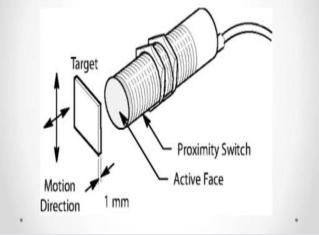 Target
Proximity Switch
Active Face
Motion
Direction
1 mm